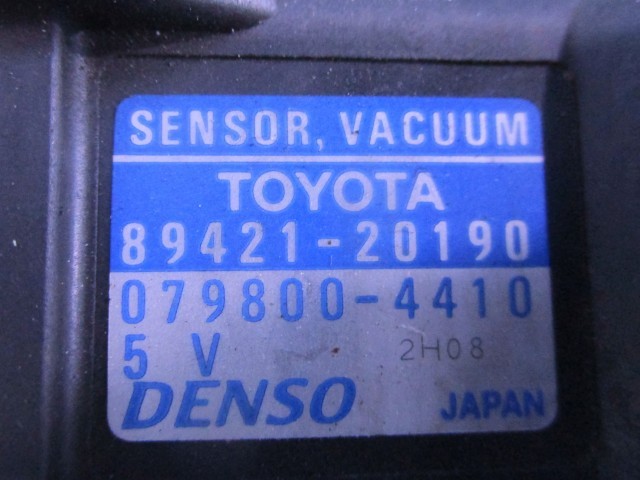 SENSOR, VACUUM
TOYOTA
89421-20190
079800-4410
5 V 2H08
DENSO JAPAN